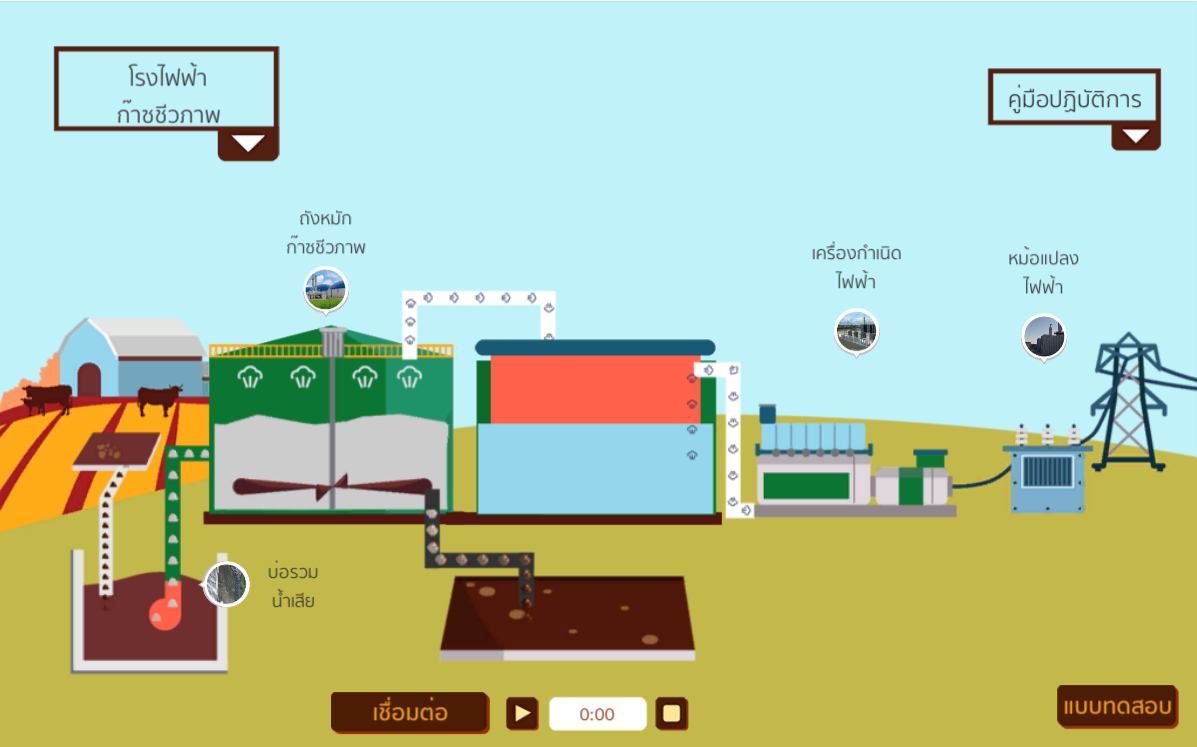 โรงไฟฟ้า
ก๊าซชีวภาพ
คู่มือปฏิบัติการ
ถังหมัก
ก๊าซชีวภาพ
เครื่องกำเนิด
ไฟฟ้า
หม้อแปลง
ไฟฟ้า
บ่อรวม
น้ำเสีย
เชื่อมต่อ
0:00
แบบทดสอบ